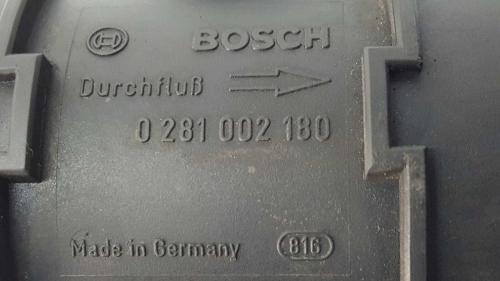 BOSCH
Durchfluß
0 281 002 180
Made in Germany 816